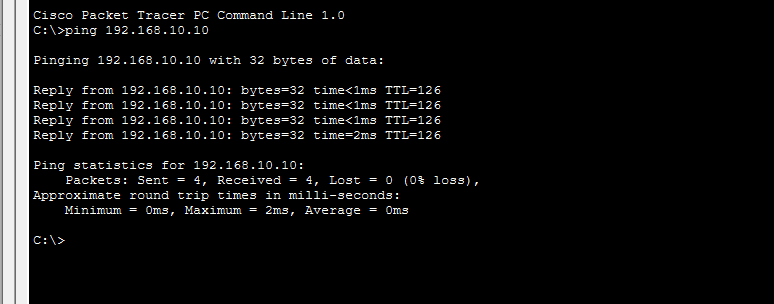 Cisco Packet Tracer PC Command Line 1.0
C:\>ping 192.168.10.10
Pinging 192.168.10.10 with 32 bytes of data:
Reply from 192.168.10.10: bytes=32 time<1ms TTL=126
Reply from 192.168.10.10: bytes=32 time<1ms TTL=126
Reply from 192.168.10.10: bytes=32 time<1ms TTL=126
Reply from 192.168.10.10: bytes=32 time=2ms TTL=126
Ping statistics for 192.168.10.10:
    Packets: Sent = 4, Received = 4, Lost = 0 (0% loss),
Approximate round trip times in milli-seconds:
    Minimum = 0ms, Maximum = 2ms, Average = 0ms
C:\>